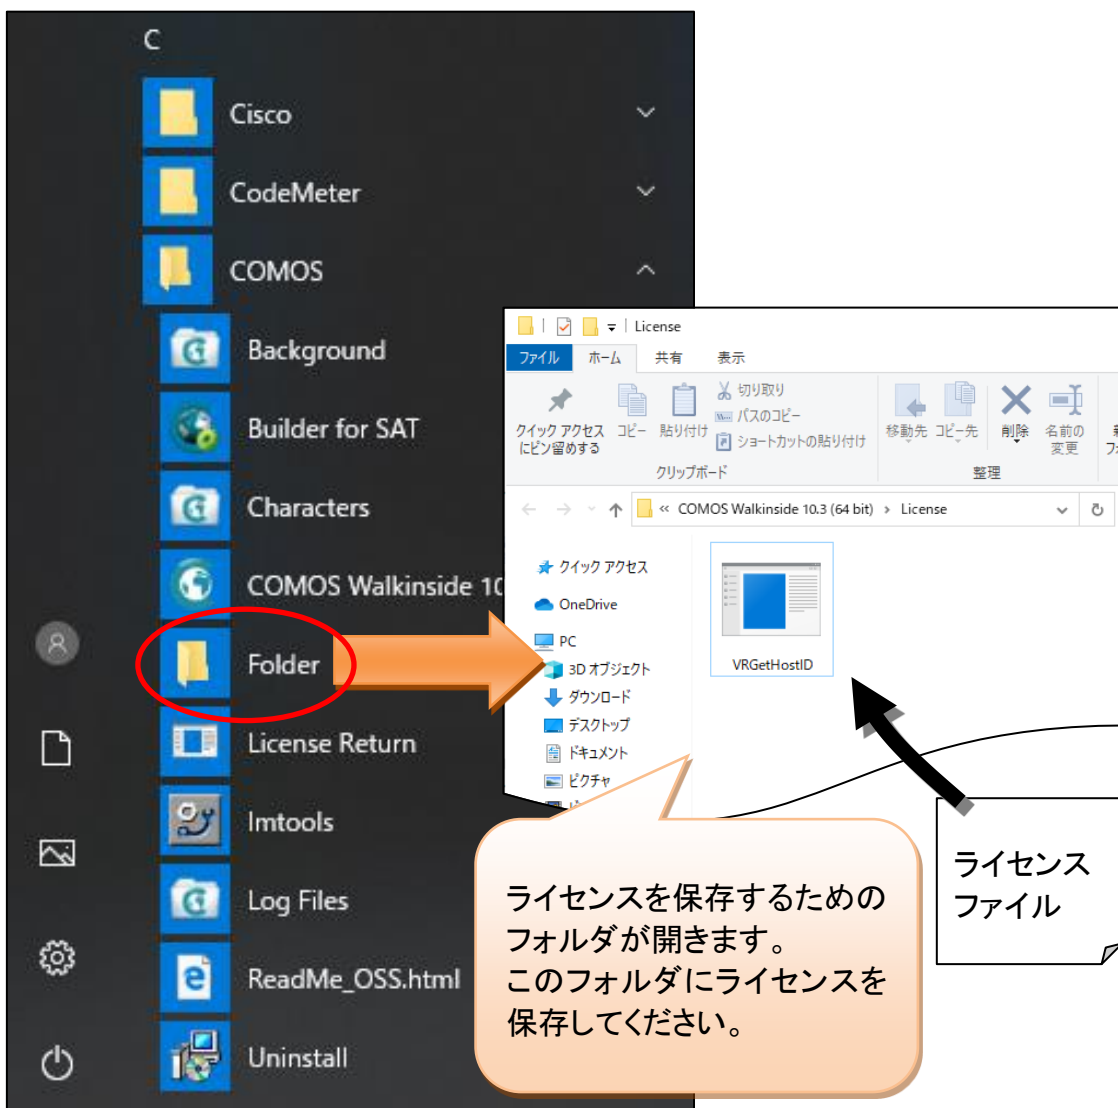 C
Cisco
CodeMeter
COMOS
Background
Builder for SAT
Characters
COMOS Walkinside 10
Folder
License Return
lmtools
Log Files
ReadMe_OSS.html
Uninstall
License
ファイル ホーム 共有 表示
クイック アクセス
にピン留めする
コピー
貼り付け
切り取り
パスのコピー
ショートカットの貼り付け
クリップボード
移動先
コピー先
削除
名前の
変更
整理
« COMOS Walkinside 10.3 (64 bit) › License
クイック アクセス
OneDrive
PC
3D オブジェクト
ダウンロード
デスクトップ
ドキュメント
ピクチャ
VRGetHostID
ライセンス
ファイル
ライセンスを保存するための
フォルダが開きます。
このフォルダにライセンスを
保存してください。